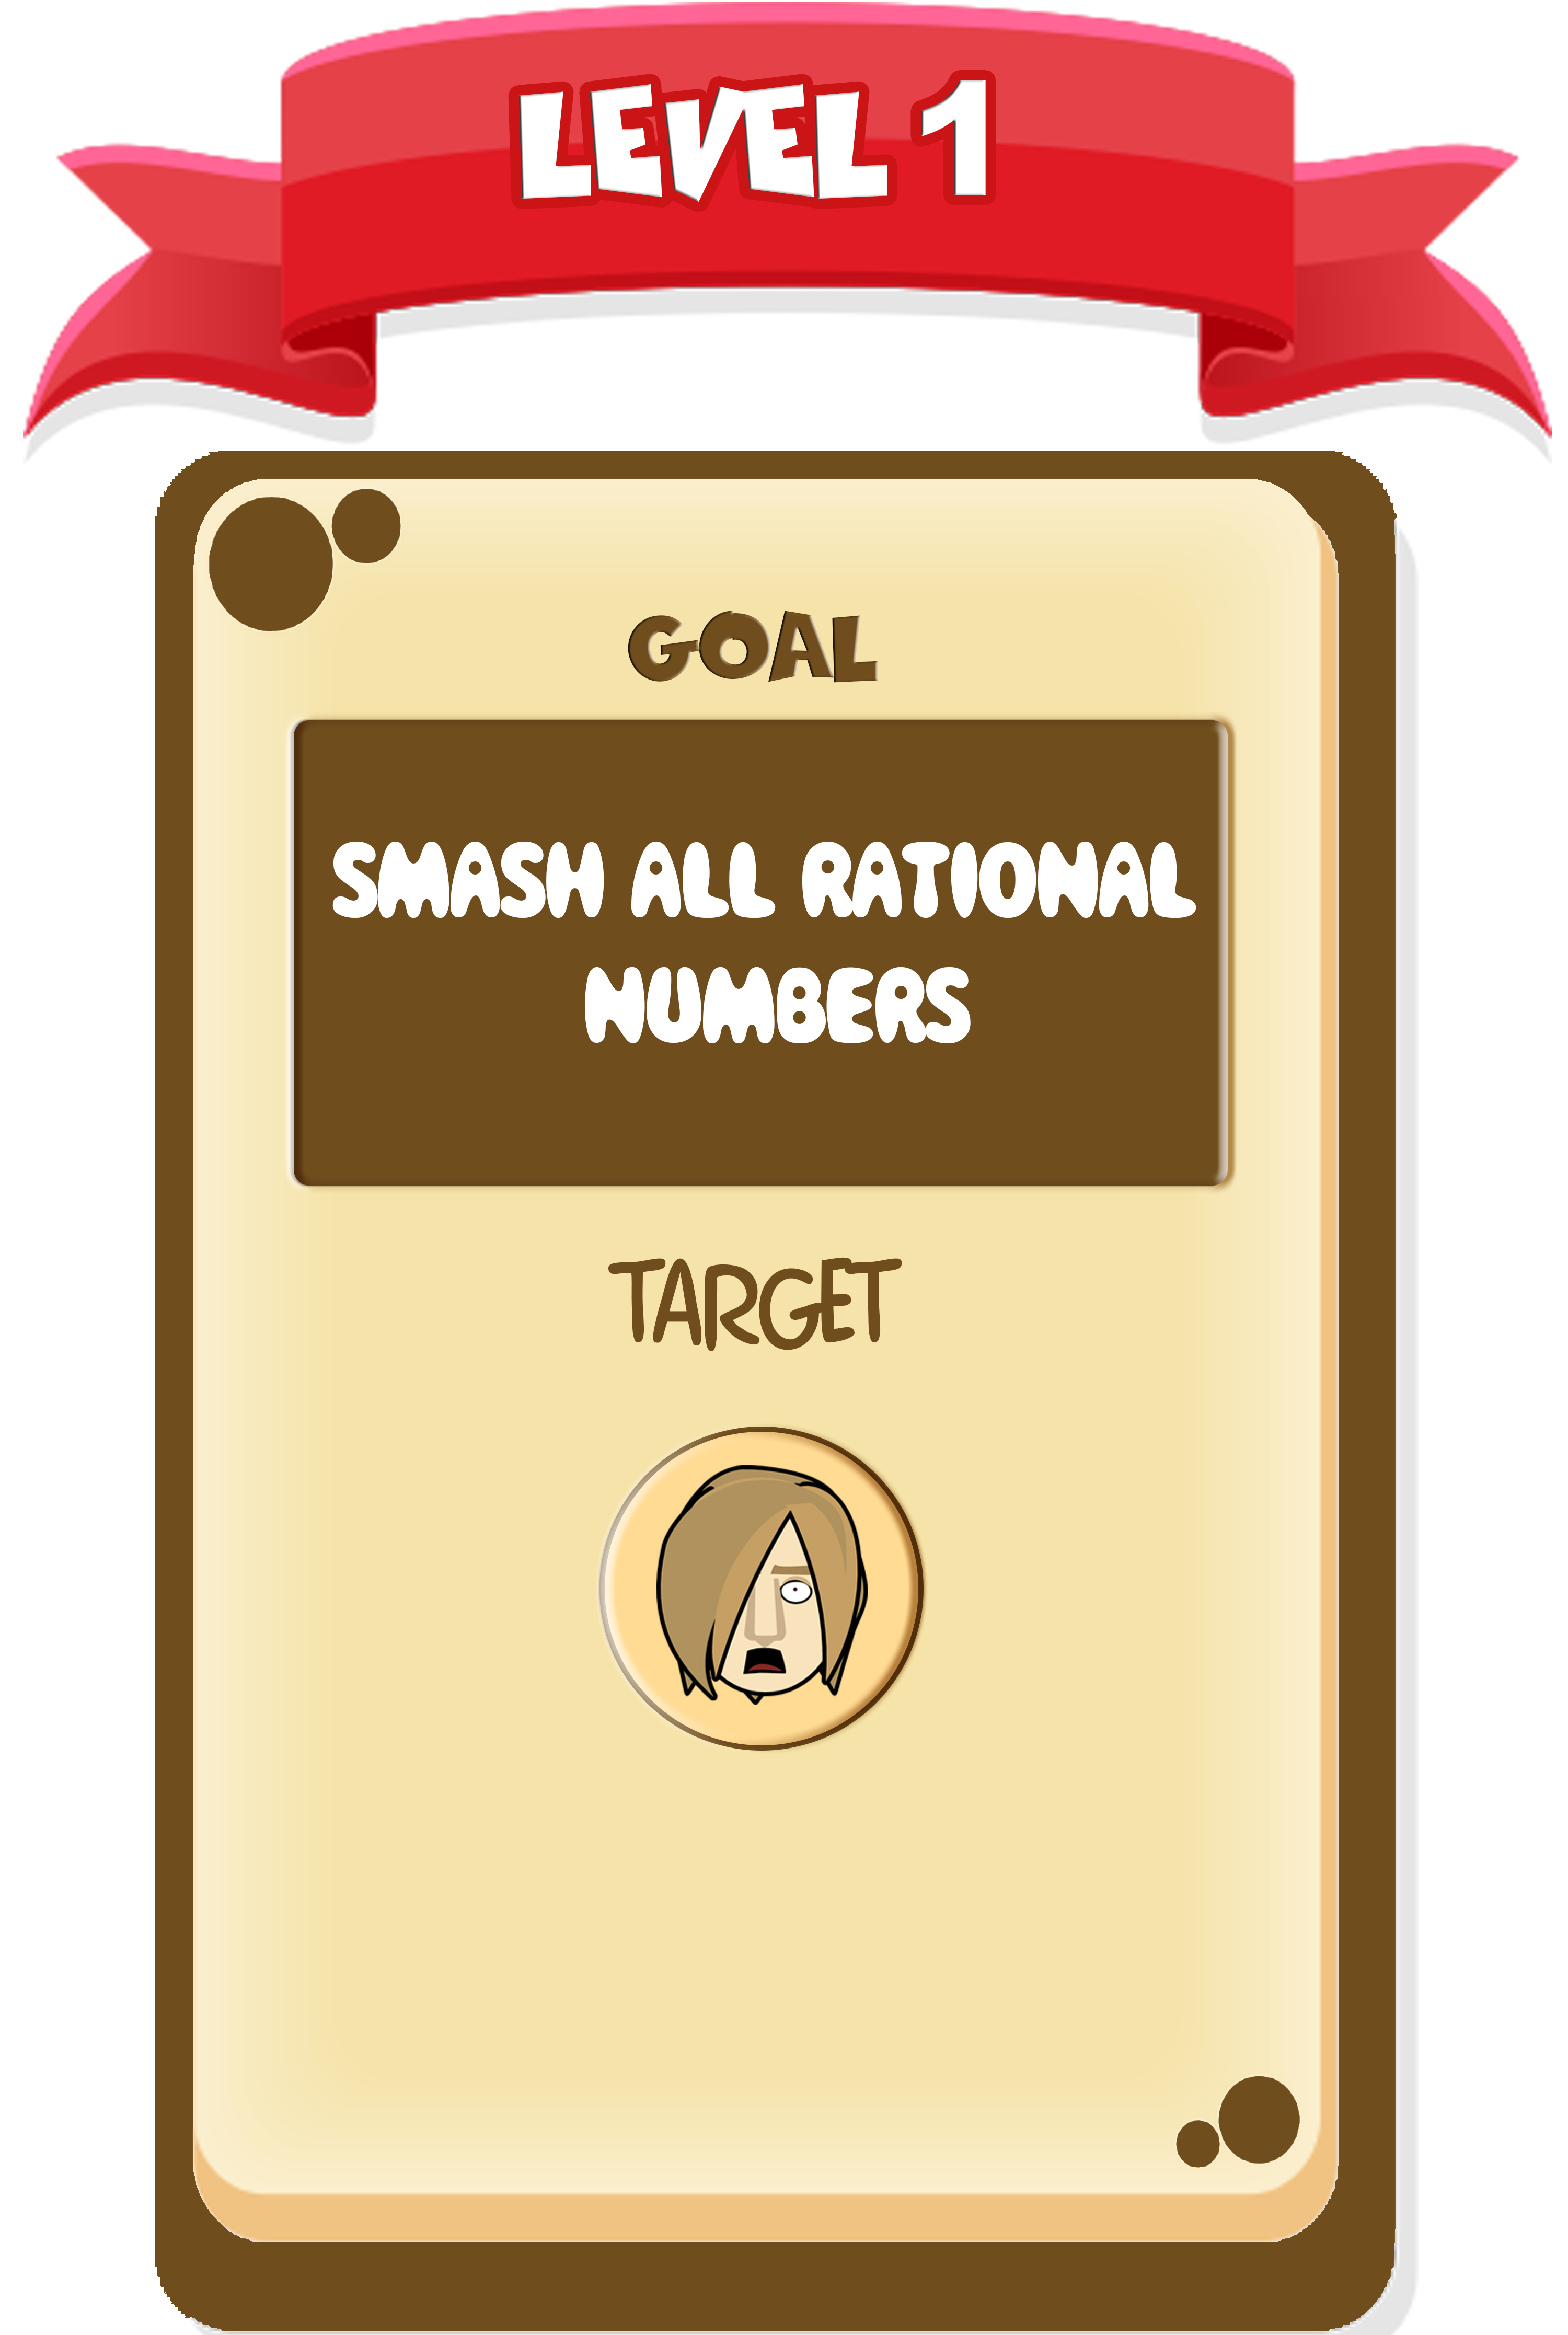 LEVEL 1
GOAL
SMASH ALL RATIONAL
NUMBERS
TARGET